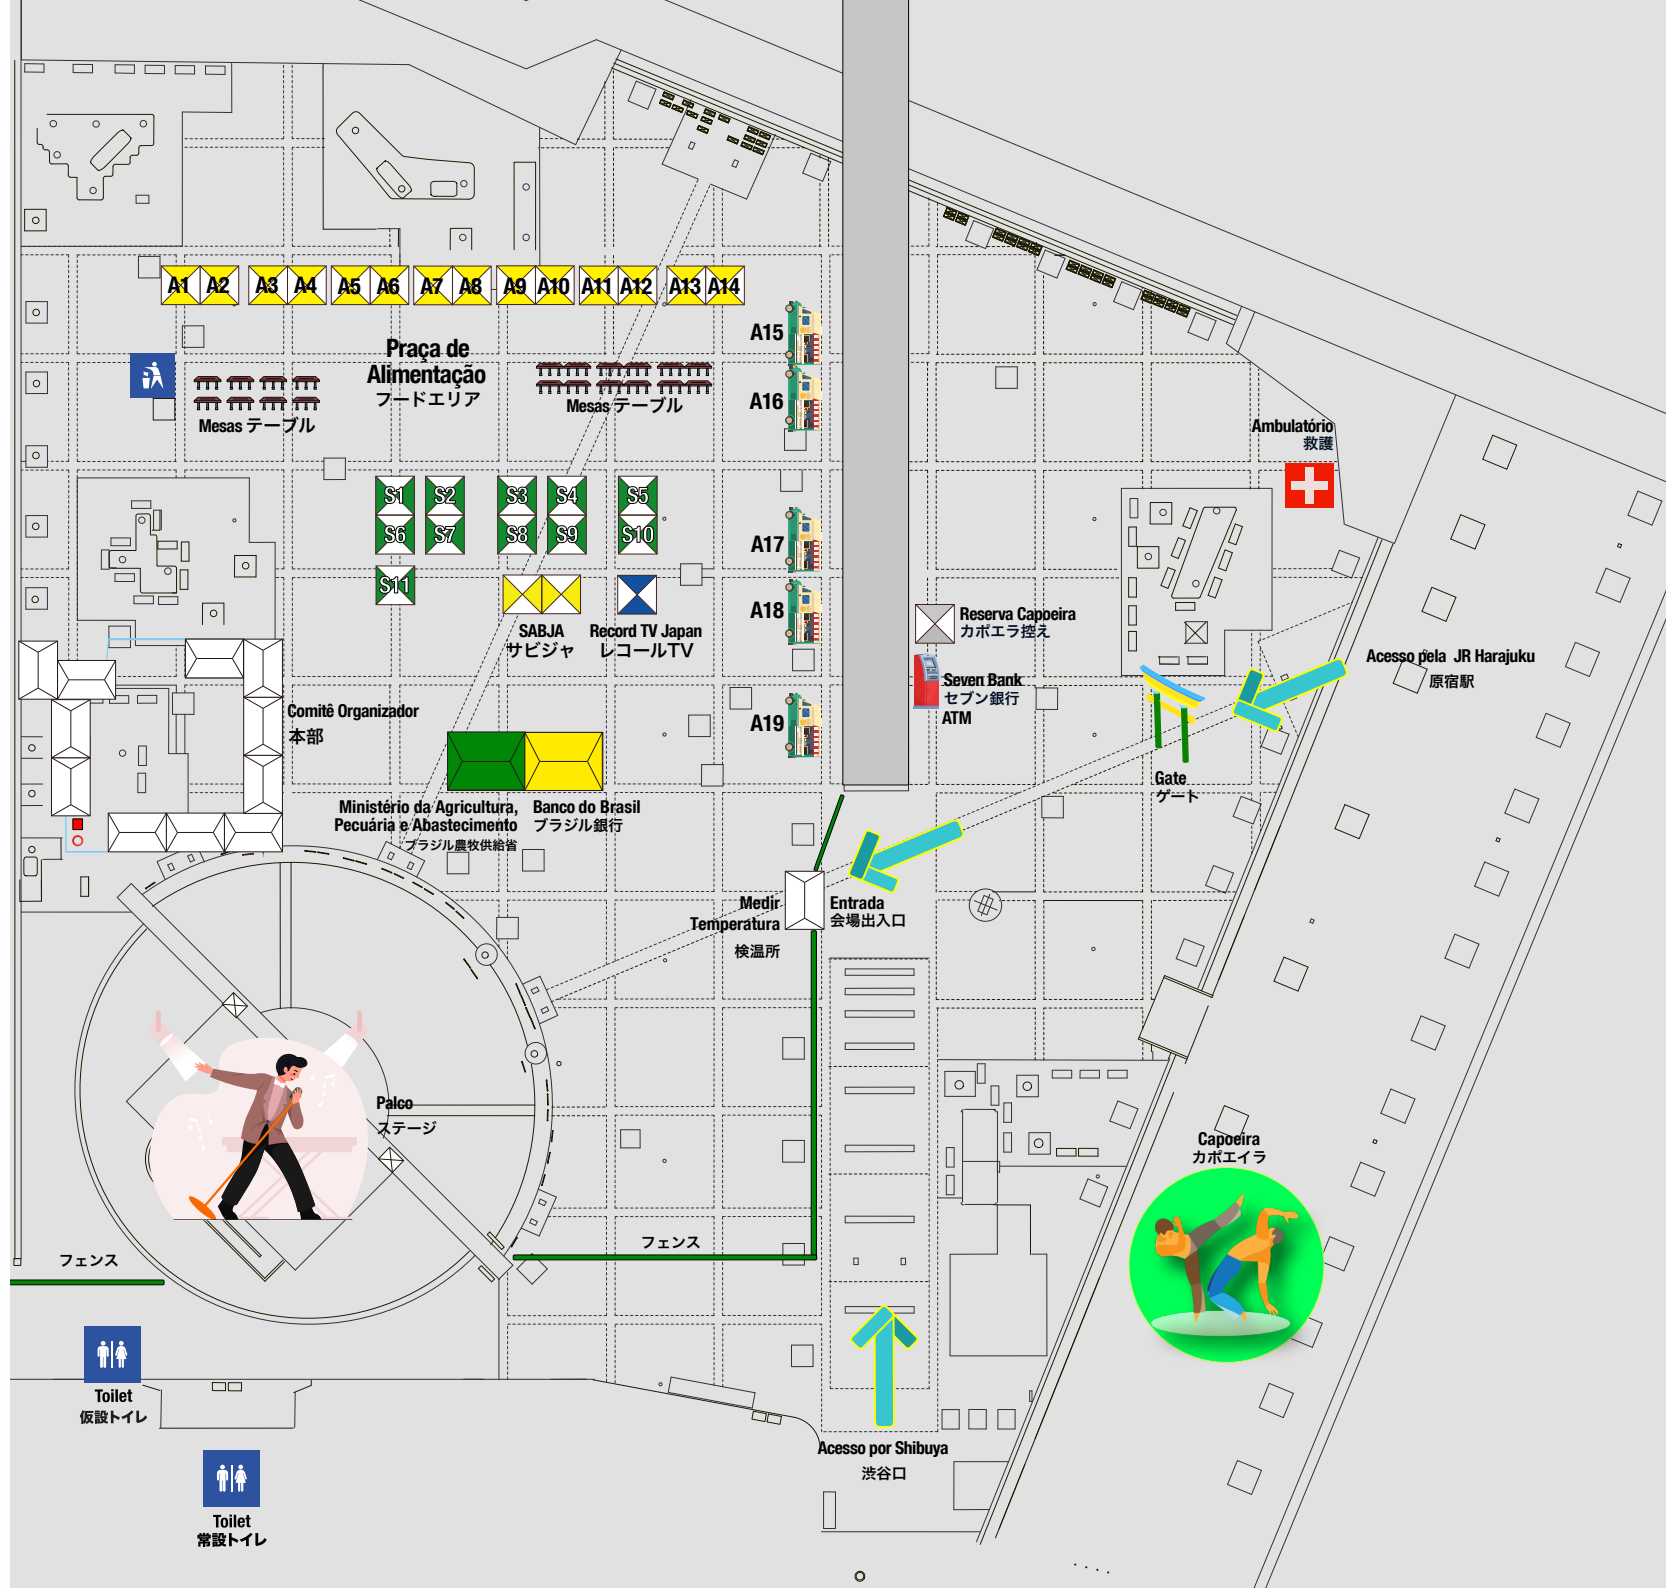 A1 A2 A3 A4 A5 A6 A7 A8 A9 A10 A11 A12 A13 A14
A15
Praça de
Alimentação
フードエリア
A16
Mesas テーブル
Mesas テーブル
Ambulatório
救護
S1 S2 S3 S4 S5
S6 S7 S8 S9 S10
S11
A17
A18
SABJA
サビジャ
Record TV Japan
レコールTV
Reserva Capoeira
カポエラ控え
Seven Bank
セブン銀行
ATM
Acesso pela JR Harajuku
原宿駅
Comitê Organizador
本部
A19
Gate
ゲート
Ministério da Agricultura,
Pecuária e Abastecimento
ブラジル農牧供給省
Banco do Brasil
ブラジル銀行
Medir
Temperatura
検温所
Entrada
会場出入口
Palco
ステージ
Capoeira
カポエイラ
フェンス
フェンス
Toilet
仮設トイレ
Acesso por Shibuya
渋谷口
Toilet
常設トイレ